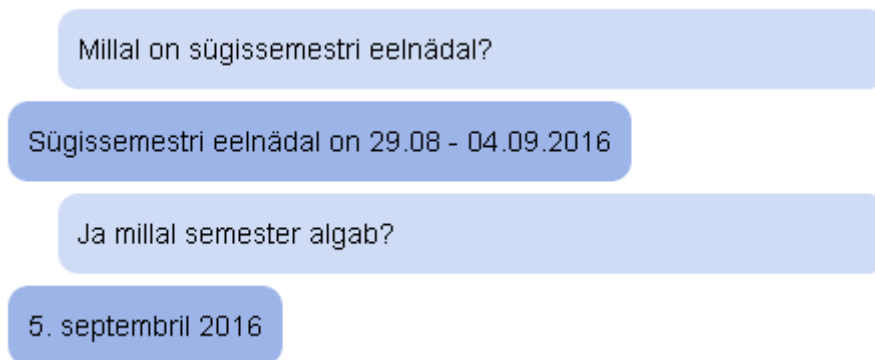 Millal on sügissemestri eelnädal?
Sügissemestri eelnädal on 29.08 - 04.09.2016
Ja millal semester algab?
5. septembril 2016